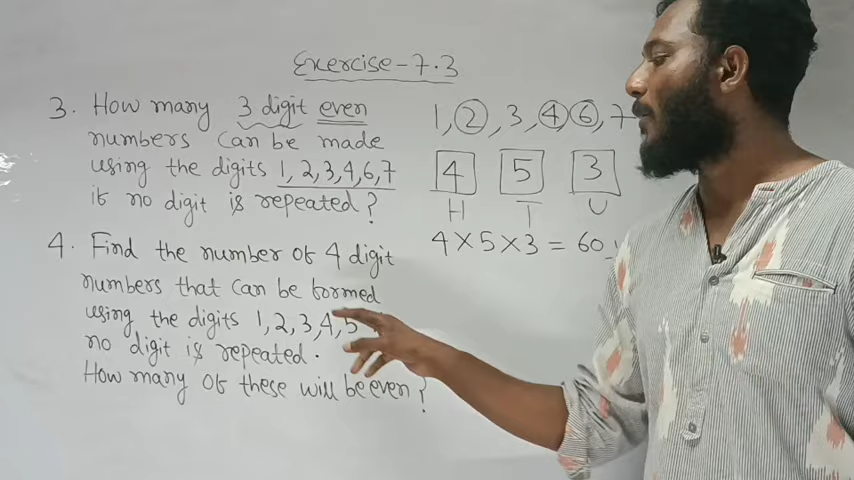 Exercise-7.3
3. How many 3 digit even
numbers can be made
using the digits 1, 2, 3, 4, 6, 7
if no digit is repeated?
4. Find the number of 4 digit
numbers that can be formed
using the digits 1, 2, 3, 4, 5
no digit is repeated.
How many of these will be even?
1, 2, 3, 4, 6, 7
4 5 3
H T U
4 × 5 × 3 = 60